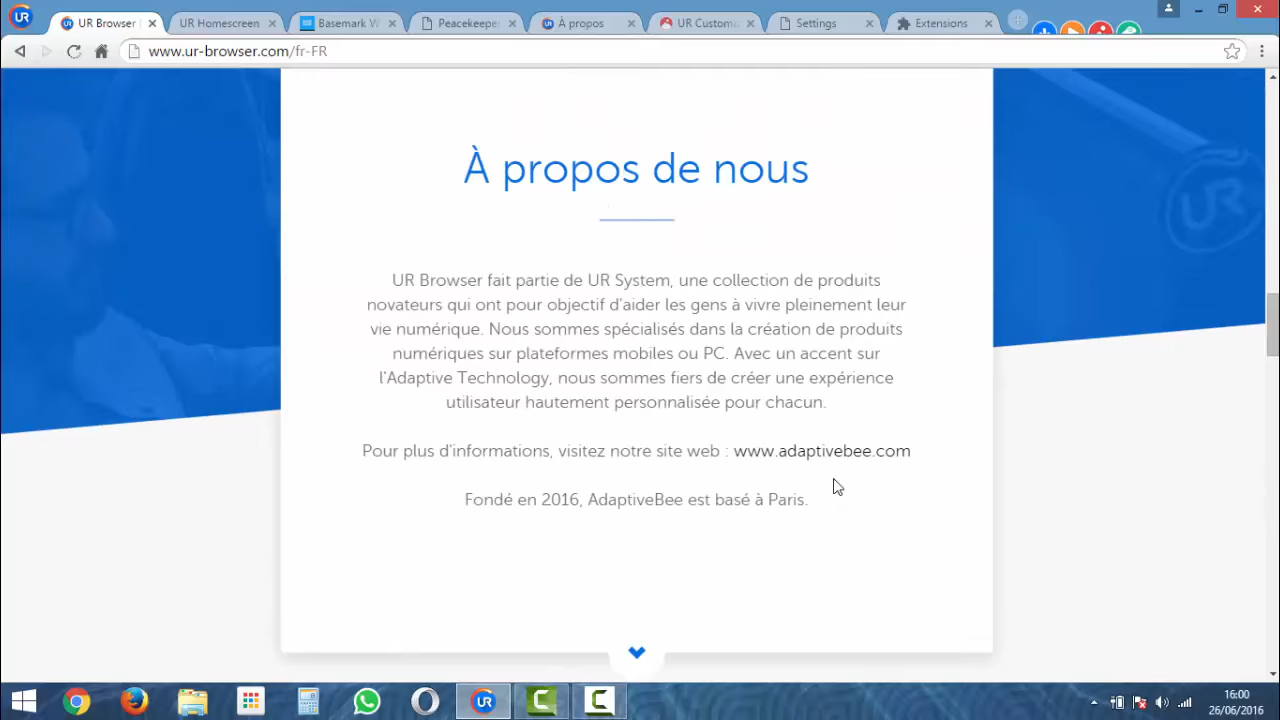 UR Browser
UR Homescreen
Basemark W
Peacekeeper
À propos
UR Customa
Settings
Extensions
www.ur-browser.com/fr-FR
UR
À propos de nous
UR Browser fait partie de UR System, une collection de produits
novateurs qui ont pour objectif d'aider les gens à vivre pleinement leur
vie numérique. Nous sommes spécialisés dans la création de produits
numériques sur plateformes mobiles ou PC. Avec un accent sur
l'Adaptive Technology, nous sommes fiers de créer une expérience
utilisateur hautement personnalisée pour chacun.
Pour plus d'informations, visitez notre site web : www.adaptivebee.com
Fondé en 2016, AdaptiveBee est basé à Paris.
UR
16:00
26/06/2016